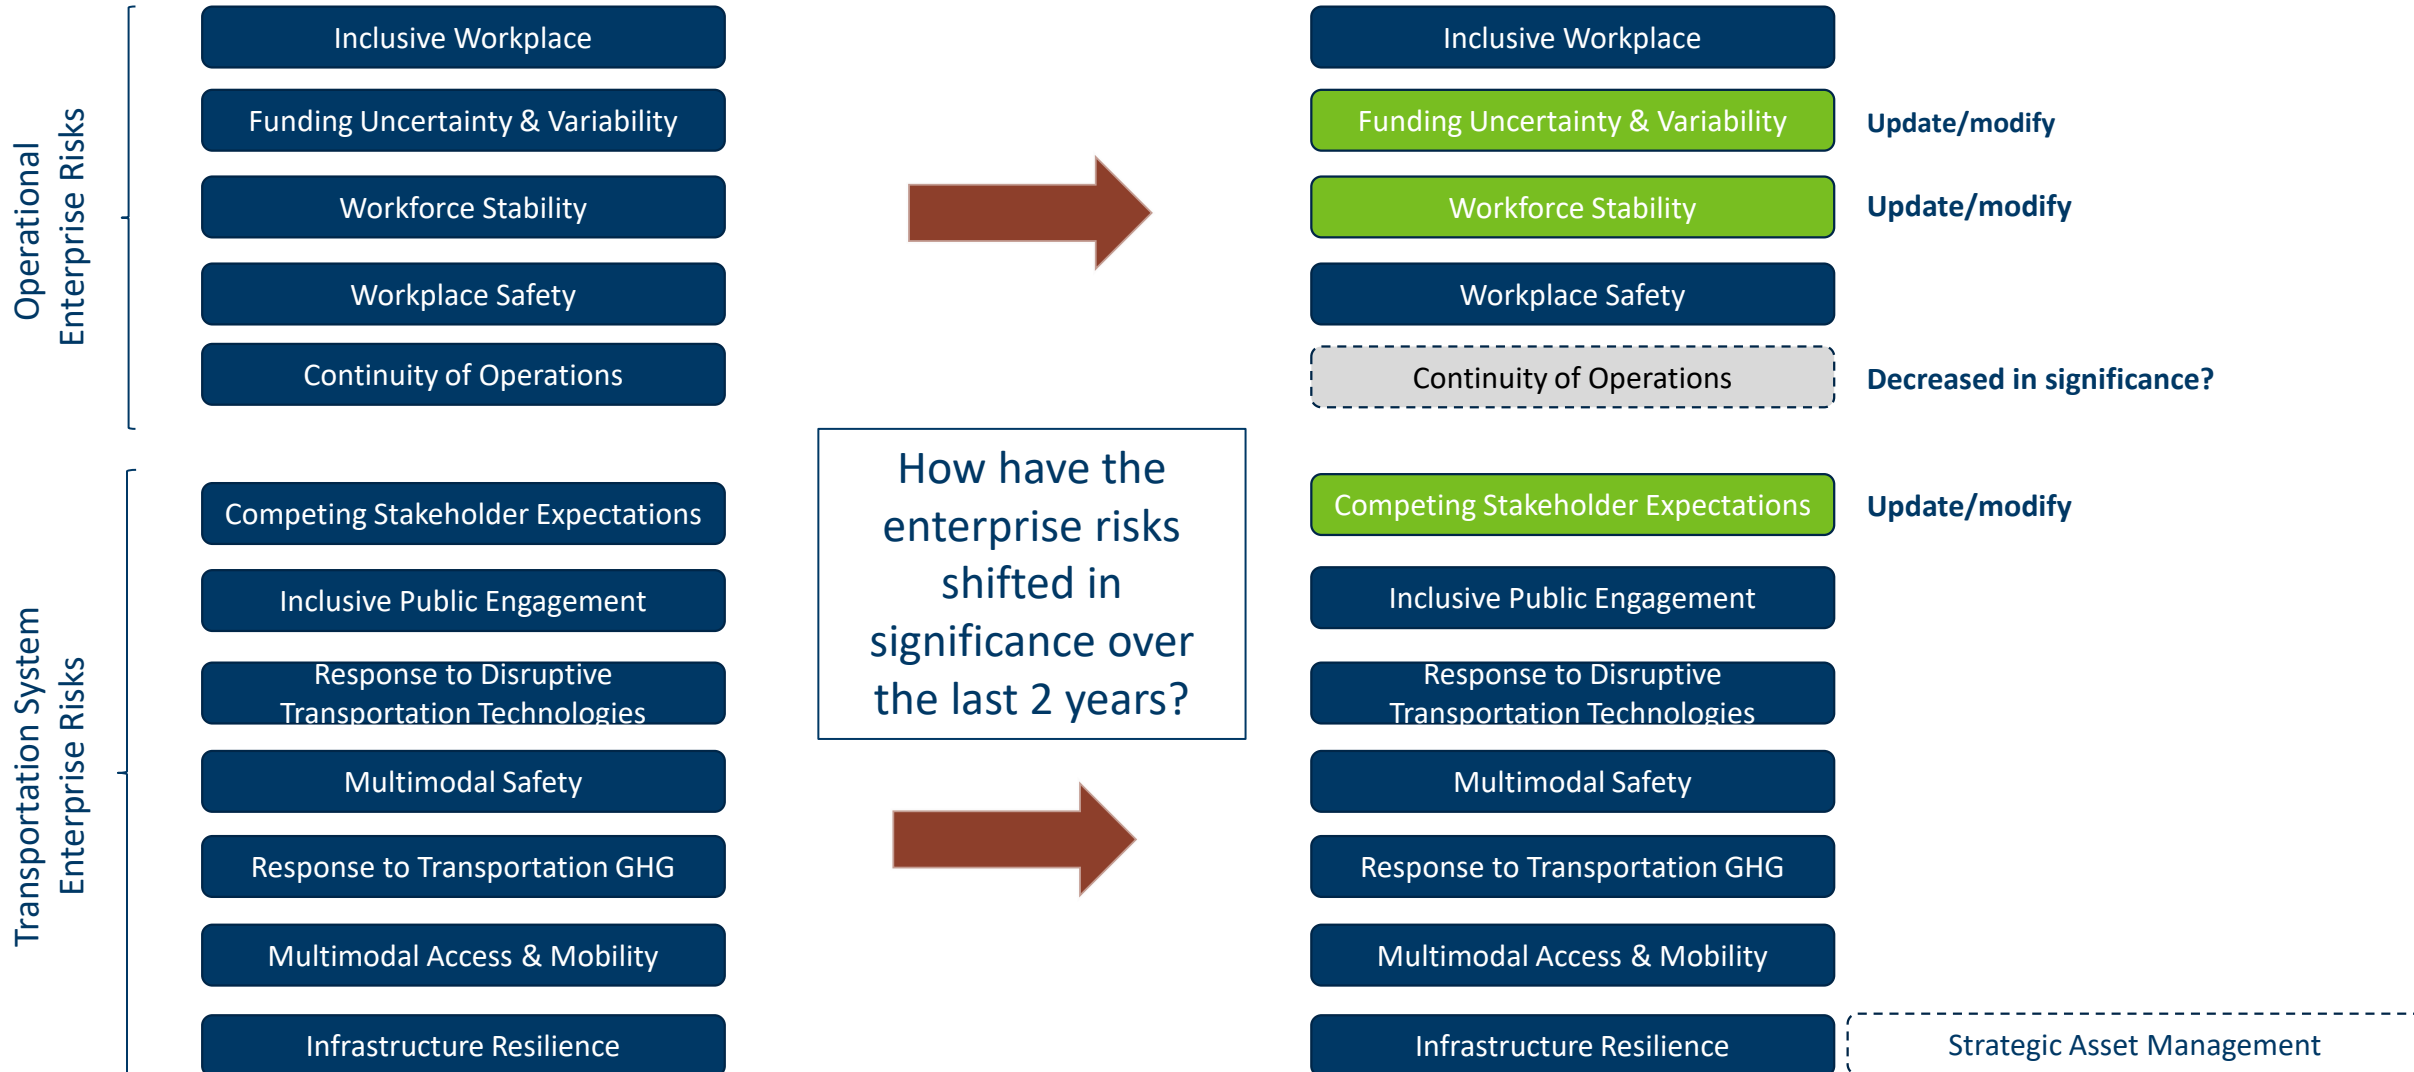 Operational
Enterprise Risks
Inclusive Workplace
Funding Uncertainty & Variability
Workforce Stability
Workplace Safety
Continuity of Operations
Transportation System
Enterprise Risks
Competing Stakeholder Expectations
Inclusive Public Engagement
Response to Disruptive
Transportation Technologies
Multimodal Safety
Response to Transportation GHG
Multimodal Access & Mobility
Infrastructure Resilience
How have the
enterprise risks
shifted in
significance over
the last 2 years?
Inclusive Workplace
Funding Uncertainty & Variability
Update/modify
Workforce Stability
Update/modify
Workplace Safety
Continuity of Operations
Decreased in significance?
Competing Stakeholder Expectations
Update/modify
Inclusive Public Engagement
Response to Disruptive
Transportation Technologies
Multimodal Safety
Response to Transportation GHG
Multimodal Access & Mobility
Infrastructure Resilience
Strategic Asset Management